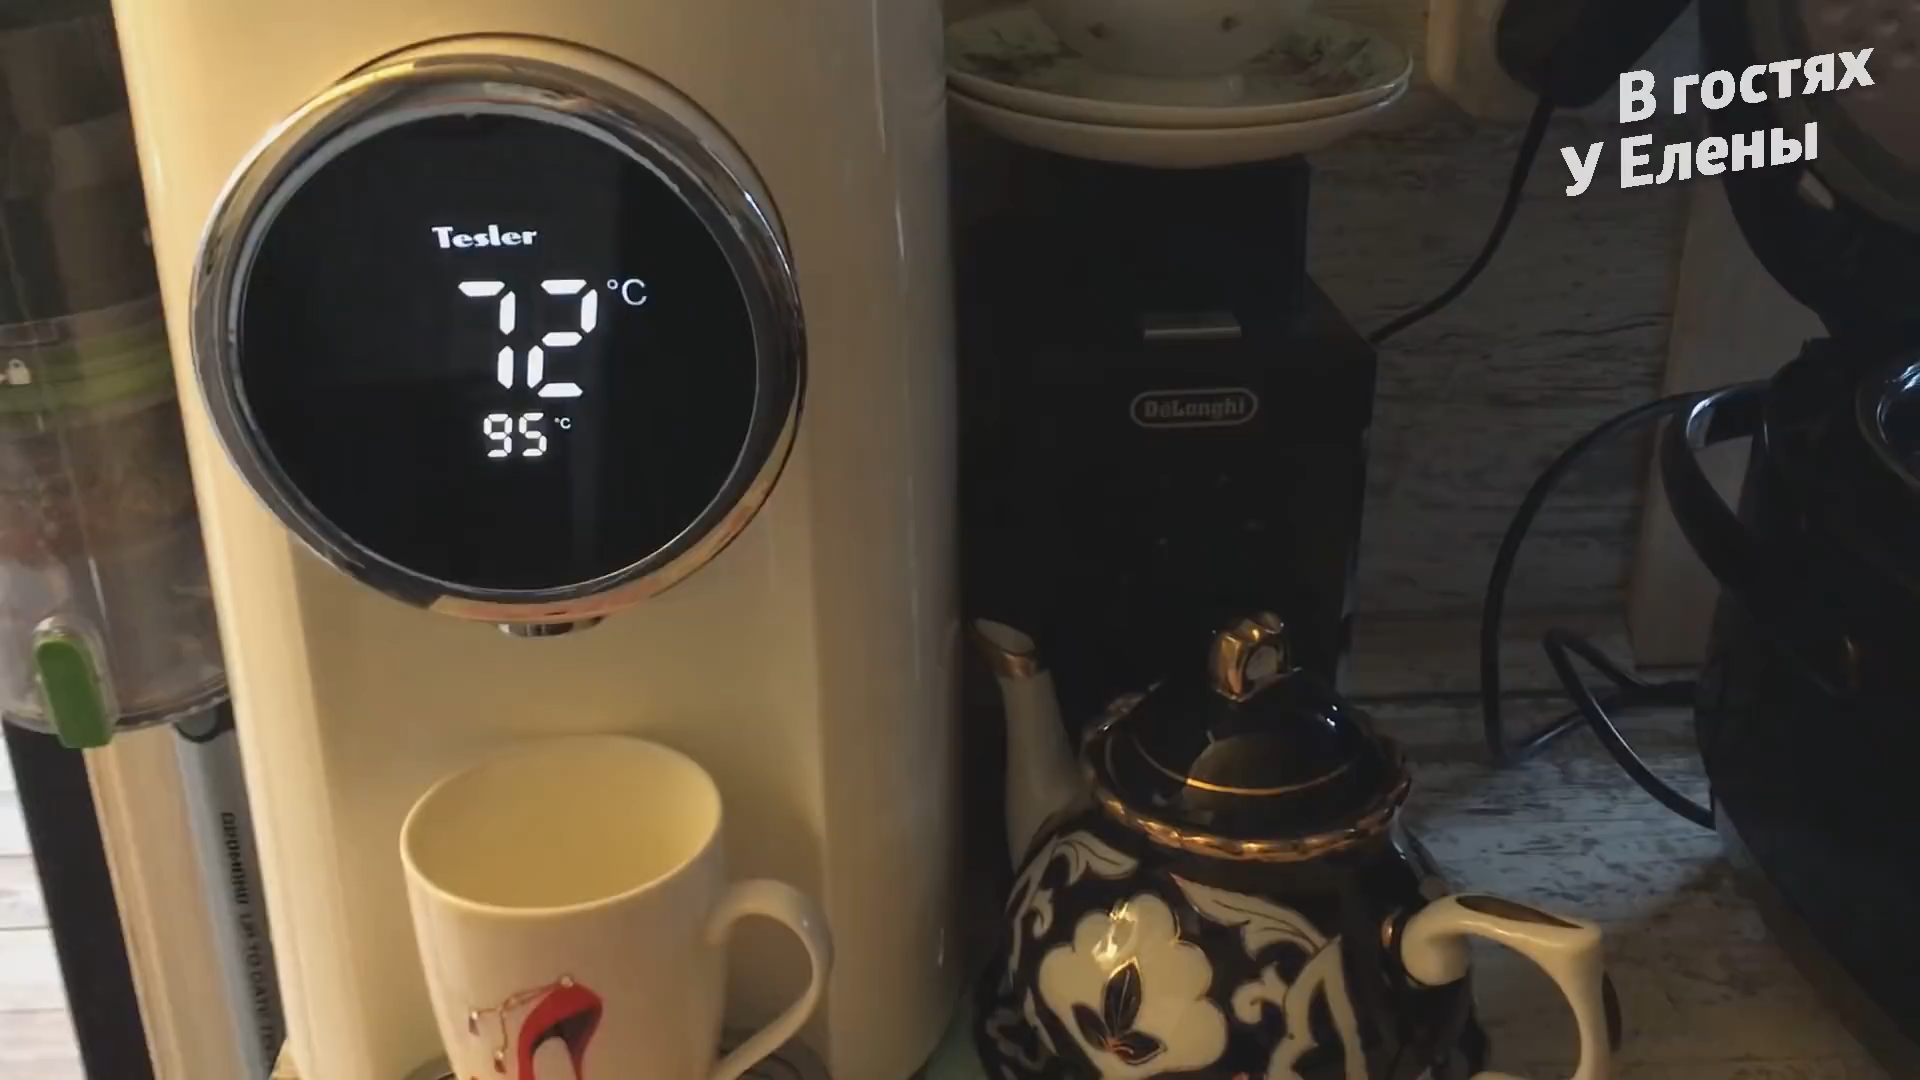 В гостях
у Елены
Tesler
72 °C
95 °C
DeLonghi